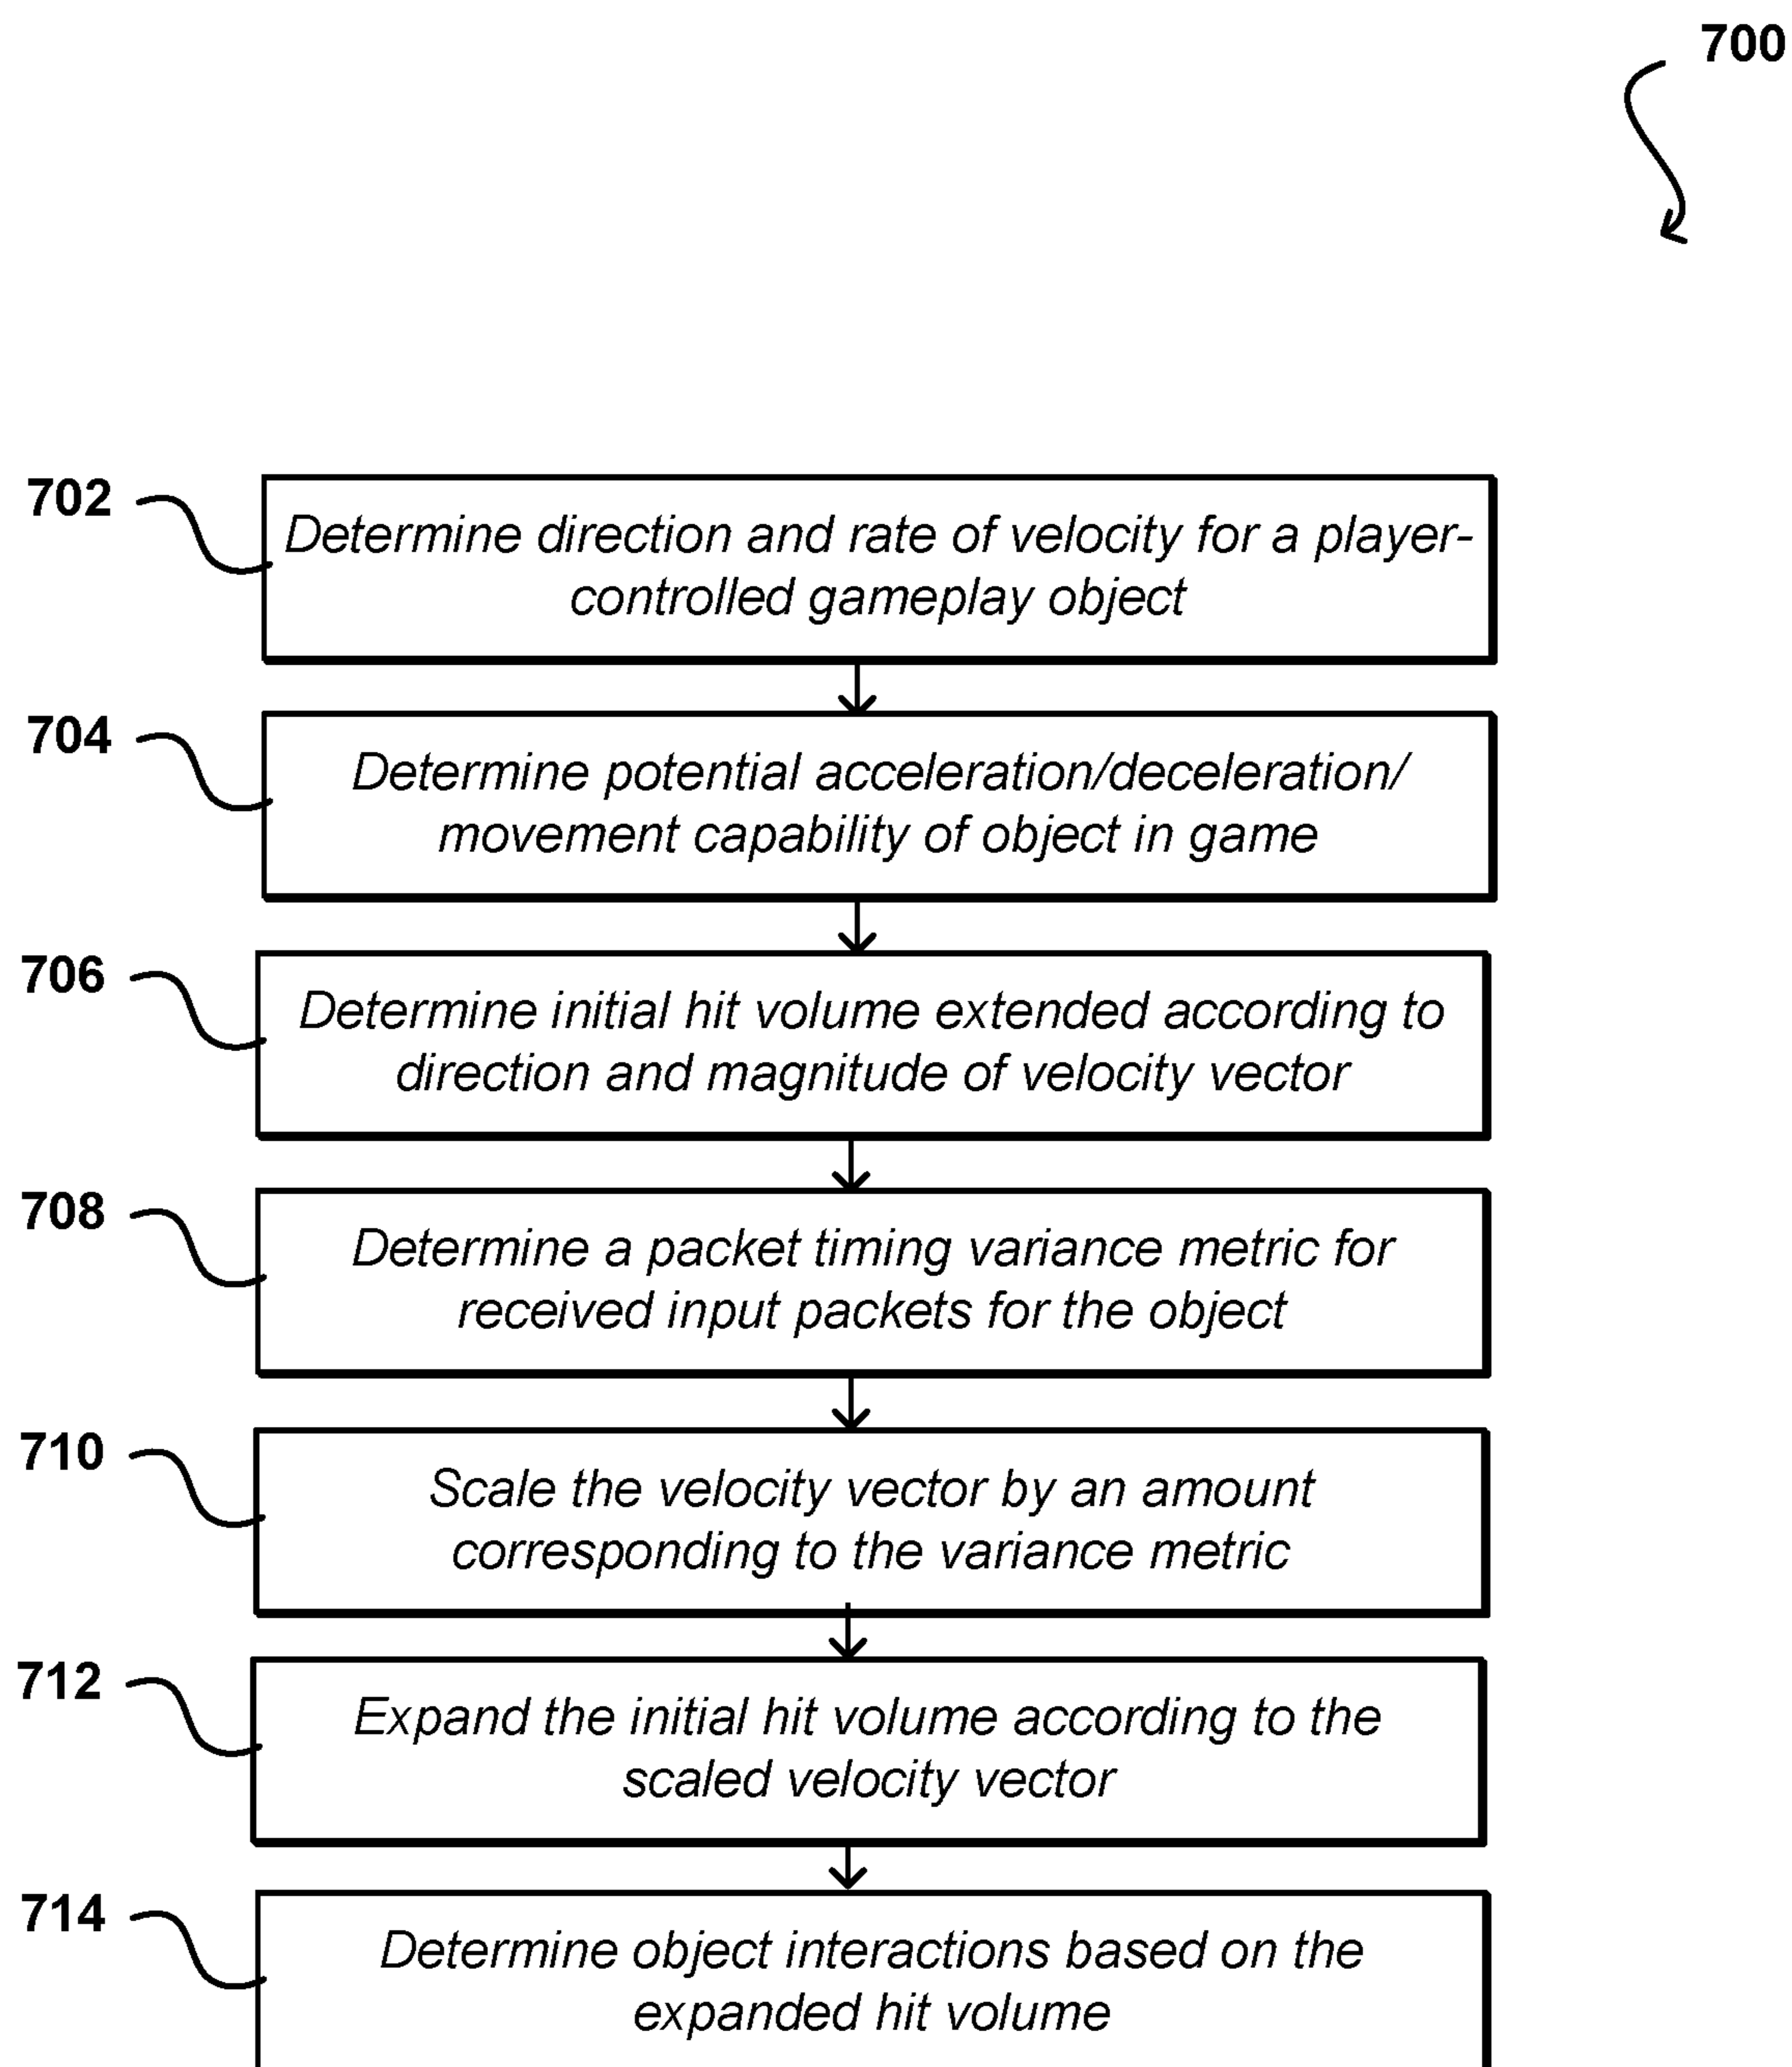 700
702
Determine direction and rate of velocity for a player-
controlled gameplay object
704
Determine potential acceleration/deceleration/
movement capability of object in game
706
Determine initial hit volume extended according to
direction and magnitude of velocity vector
708
Determine a packet timing variance metric for
received input packets for the object
710
Scale the velocity vector by an amount
corresponding to the variance metric
712
Expand the initial hit volume according to the
scaled velocity vector
714
Determine object interactions based on the
expanded hit volume